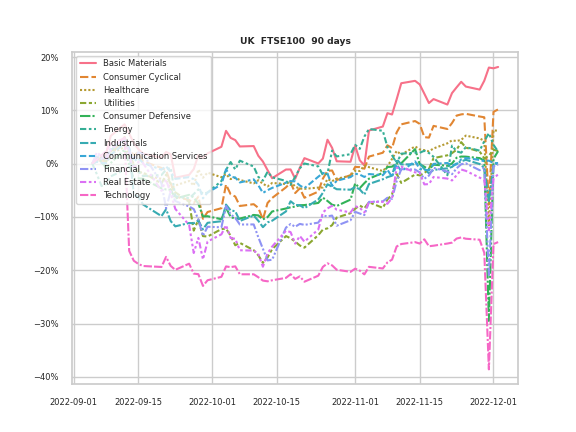 UK FTSE100 90 days
20%
10%
0%
−10%
−20%
−30%
−40%
Basic Materials
Consumer Cyclical
Healthcare
Utilities
Consumer Defensive
Energy
Industrials
Communication Services
Financial
Real Estate
Technology
2022-09-01
2022-09-15
2022-10-01
2022-10-15
2022-11-01
2022-11-15
2022-12-01